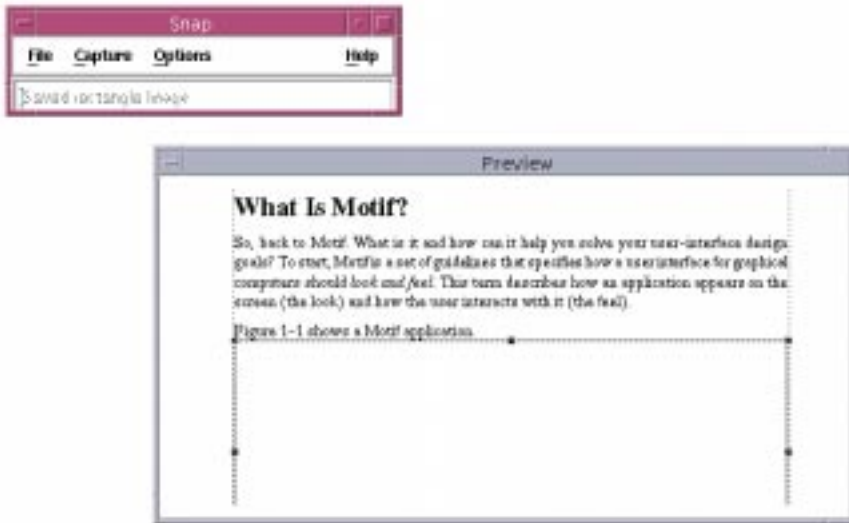 Snap
File Capture Options Help
Saved rectangle image
Preview
What Is Motif?
So, back to Motif. What is it and how can it help you solve your user-interface design
goals? To start, Motif is a set of guidelines that specifies how a user interface for graphical
computers should look and feel. This term describes how an application appears on the
screen (the look) and how the user interacts with it (the feel).
Figure 1-1 shows a Motif application.